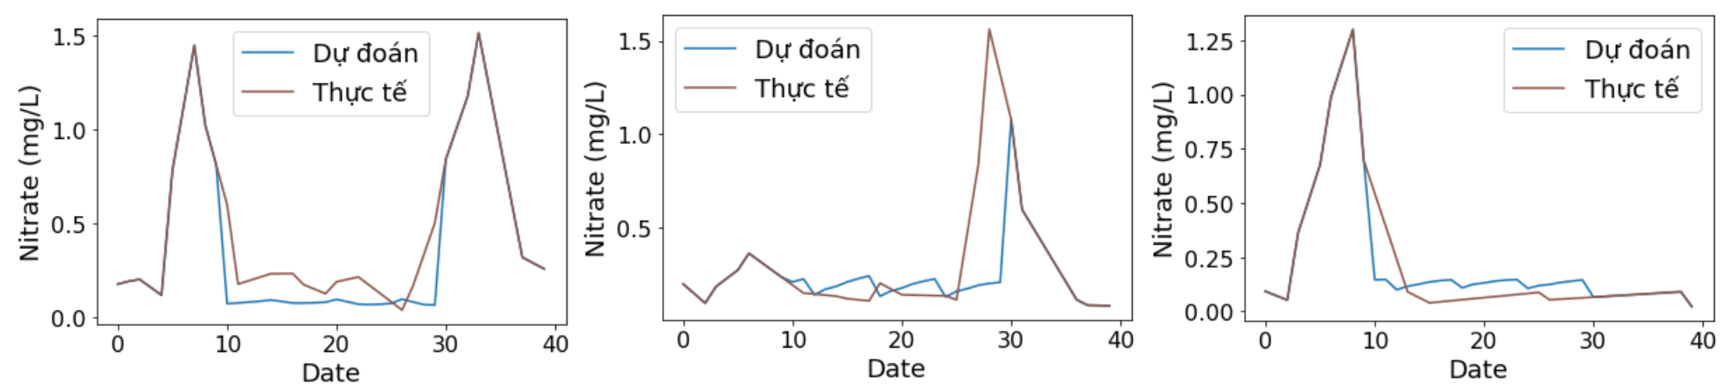 Nitrate (mg/L)
1.5
1.0
0.5
0.0
Dự đoán
Thực tế
0 10 20 30 40
Date
Nitrate (mg/L)
1.5
1.0
0.5
Dự đoán
Thực tế
0 10 20 30 40
Date
Nitrate (mg/L)
1.25
1.00
0.75
0.50
0.25
0.00
Dự đoán
Thực tế
0 10 20 30 40
Date